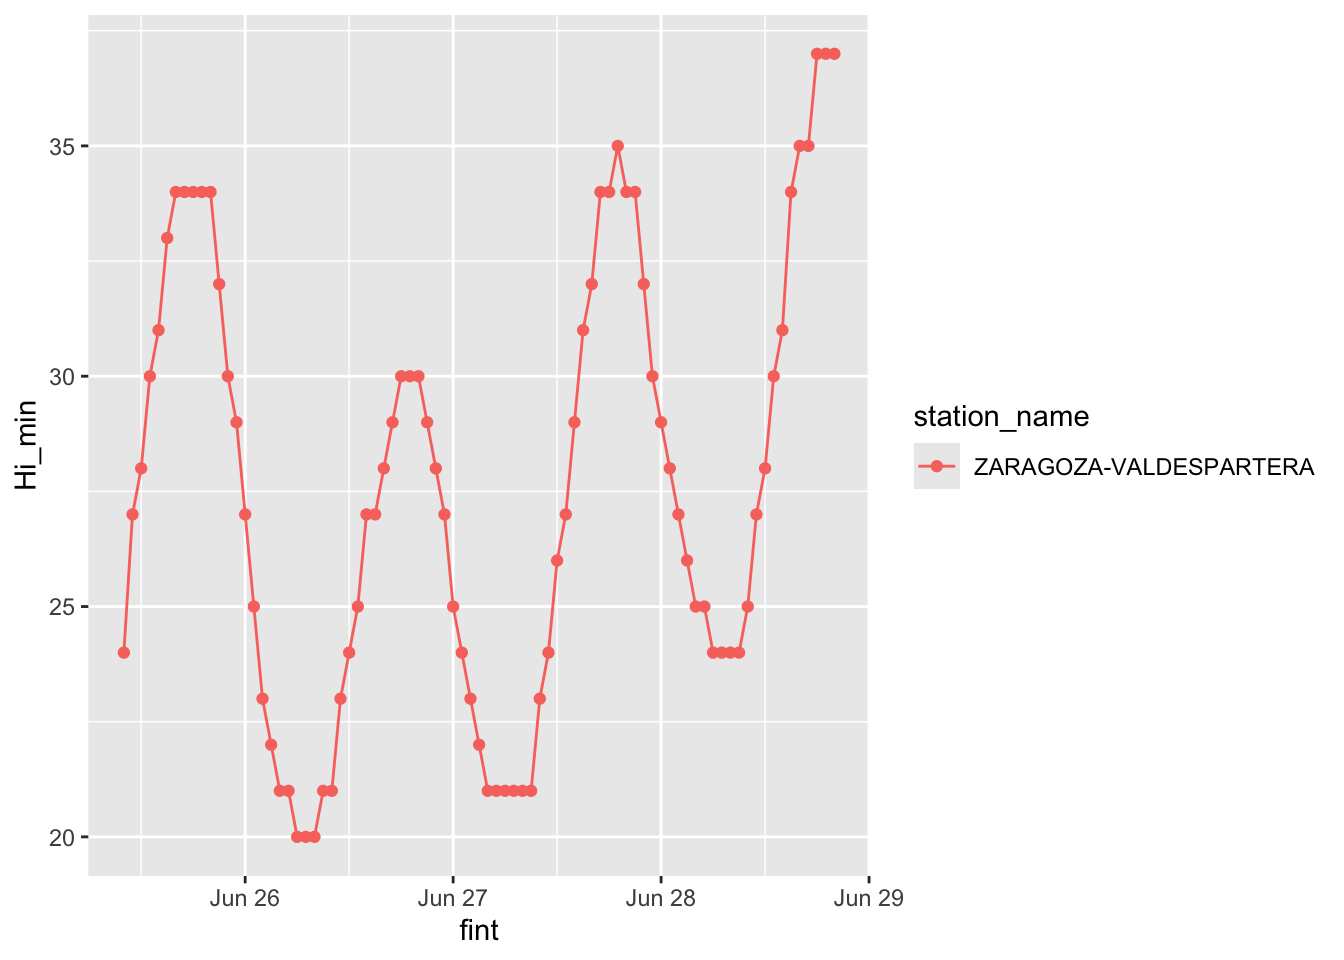 Hi_min
35
30
25
20
Jun 26
Jun 27
Jun 28
Jun 29
fint
station_name
ZARAGOZA-VALDESPARTERA